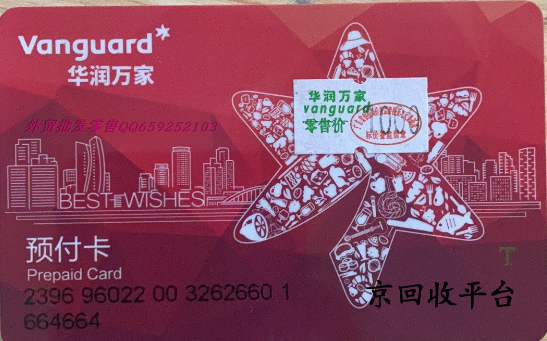 Vanguard
华润万家
华润万家
vanguard
零售价
外贸批发零售QQ659252103
BEST WISHES
预付卡
Prepaid Card
T
2396 96022 00 3262660 1
664664
京回收平台